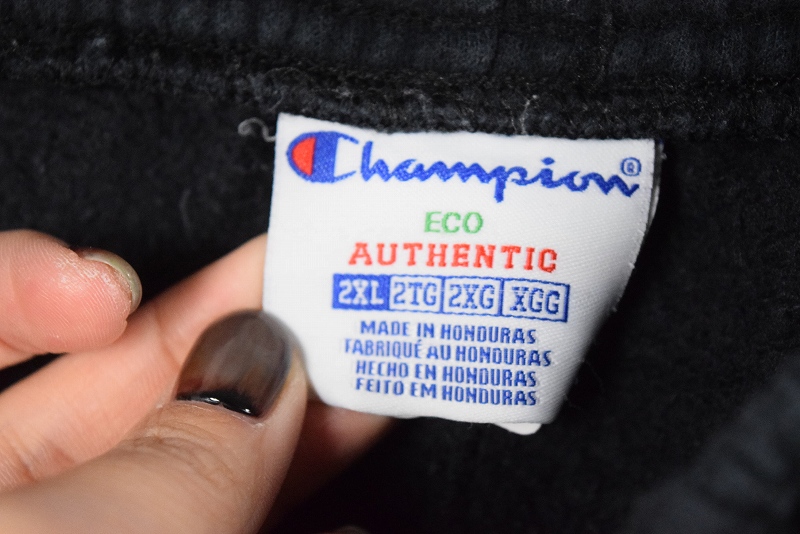 Champion®
ECO
AUTHENTIC
2XL 2TG 2XG XGG
MADE IN HONDURAS
FABRIQUÉ AU HONDURAS
HECHO EN HONDURAS
FEITO EM HONDURAS